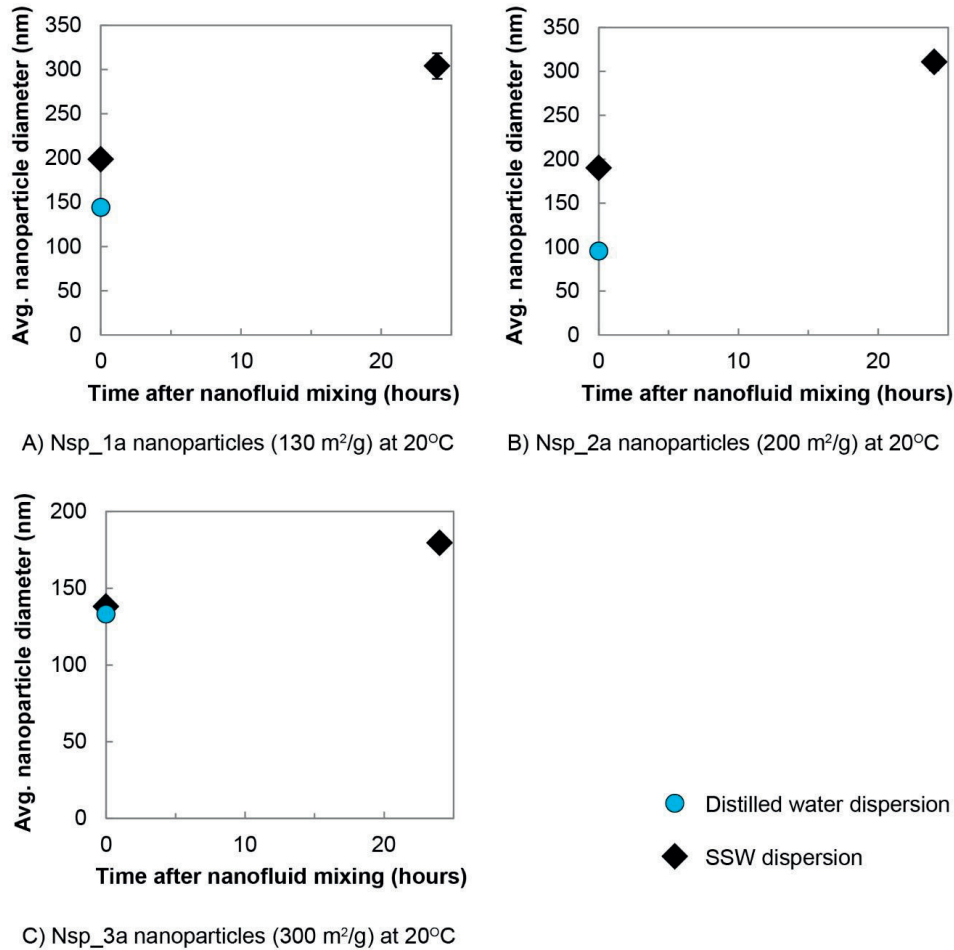 350
300
250
200
150
100
50
0
0 10 20
Avg. nanoparticle diameter (nm)
Time after nanofluid mixing (hours)
A) Nsp_1a nanoparticles (130 m²/g) at 20ᴼC
350
300
250
200
150
100
50
0
0 10 20
Avg. nanoparticle diameter (nm)
Time after nanofluid mixing (hours)
B) Nsp_2a nanoparticles (200 m²/g) at 20ᴼC
200
150
100
50
0
0 10 20
Avg. nanoparticle diameter (nm)
Time after nanofluid mixing (hours)
C) Nsp_3a nanoparticles (300 m²/g) at 20ᴼC
Distilled water dispersion
SSW dispersion